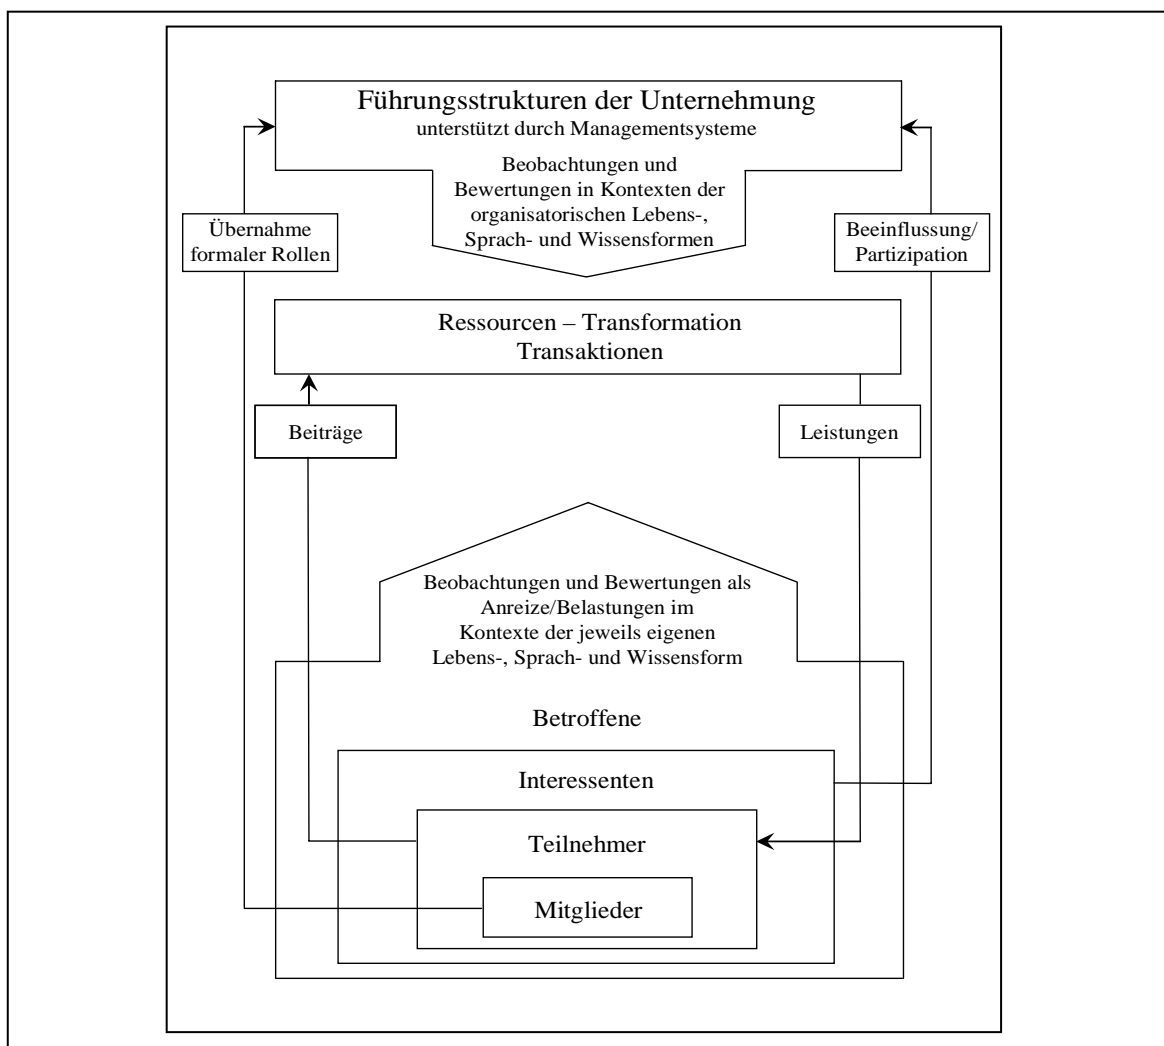 Führungsstrukturen der Unternehmung
unterstützt durch Managementsysteme
Beobachtungen und
Bewertungen in Kontexten der
organisatorischen Lebens-,
Sprach- und Wissensformen
Übernahme
formaler Rollen
Beeinflussung/
Partizipation
Ressourcen – Transformation
Transaktionen
Beiträge
Leistungen
Beobachtungen und Bewertungen als
Anreize/Belastungen im
Kontexte der jeweils eigenen
Lebens-, Sprach- und Wissensform
Betroffene
Interessenten
Teilnehmer
Mitglieder